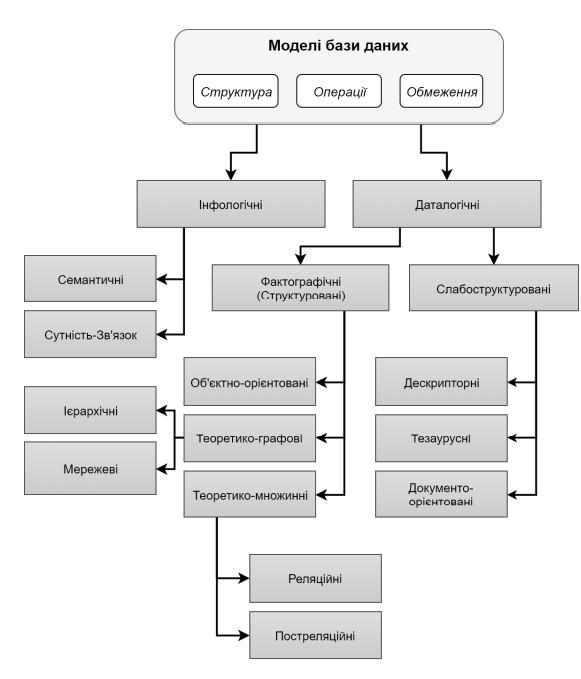 Моделі бази даних
Структура
Операції
Обмеження
Інфологічні
Даталогічні
Семантичні
Фактографічні
(Структуровані)
Слабоструктуровані
Сутність-Зв'язок
Об'єктно-орієнтовані
Дескрипторні
Ієрархічні
Теоретико-графові
Тезаурусні
Мережеві
Теоретико-множинні
Документо-
орієнтовані
Реляційні
Постреляційні